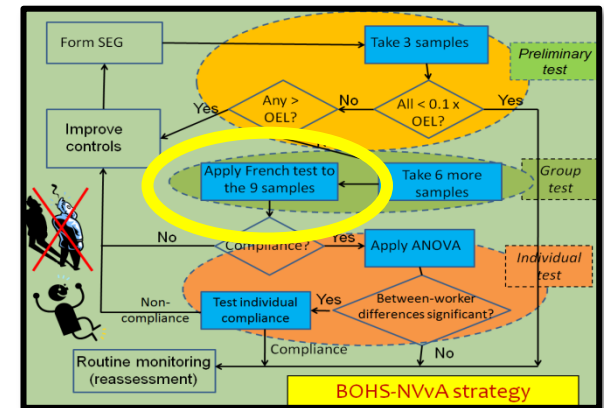 Form SEG
Take 3 samples
Preliminary
test
Yes
Any >
OEL?
No
All < 0.1 x
OEL?
Yes
Improve
controls
Apply French test to
the 9 samples
Take 6 more
samples
Group
test
No
Compliance?
Yes
Apply ANOVA
Individual
test
Non-
compliance
Test individual
compliance
Yes
Between-worker
differences significant?
Compliance
No
Routine monitoring
(reassessment)
BOHS-NVvA strategy